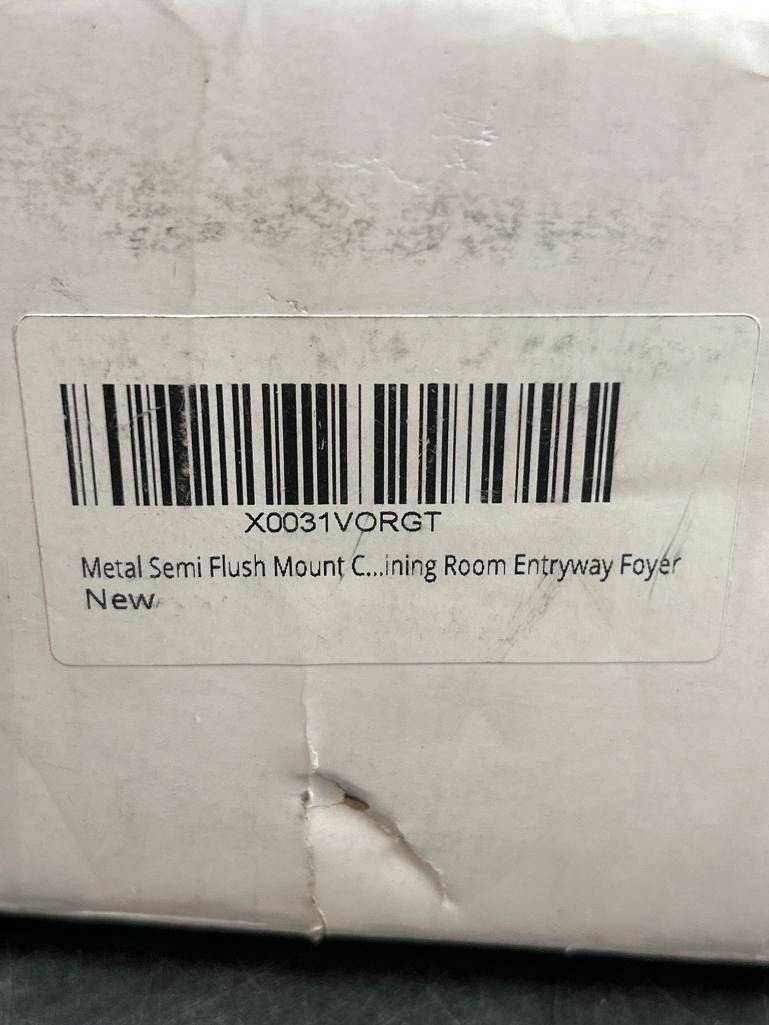 X0031VORGT
Metal Semi Flush Mount C...ining Room Entryway Foyer
New